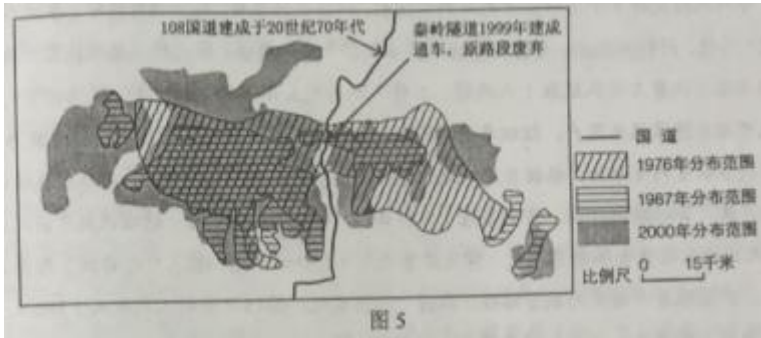 108国道建成于20世纪70年代
秦岭隧道1999年建成
通车，原路段废弃
国道
1976年分布范围
1987年分布范围
2000年分布范围
比例尺 0 15千米
图5